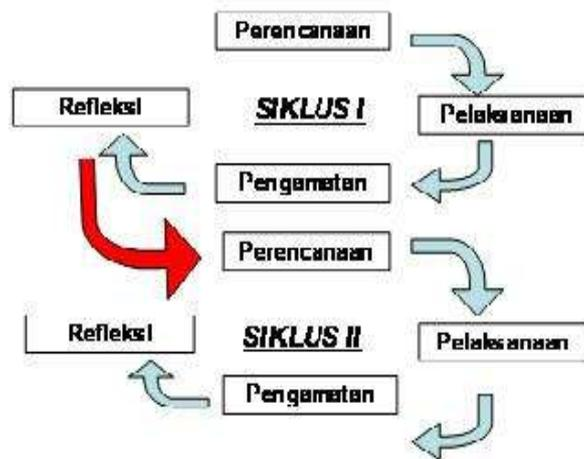 Perencanaan
Refleksi
SIKLUS I
Pelaksanaan
Pengamatan
Perencanaan
Refleksi
SIKLUS II
Pelaksanaan
Pengamatan